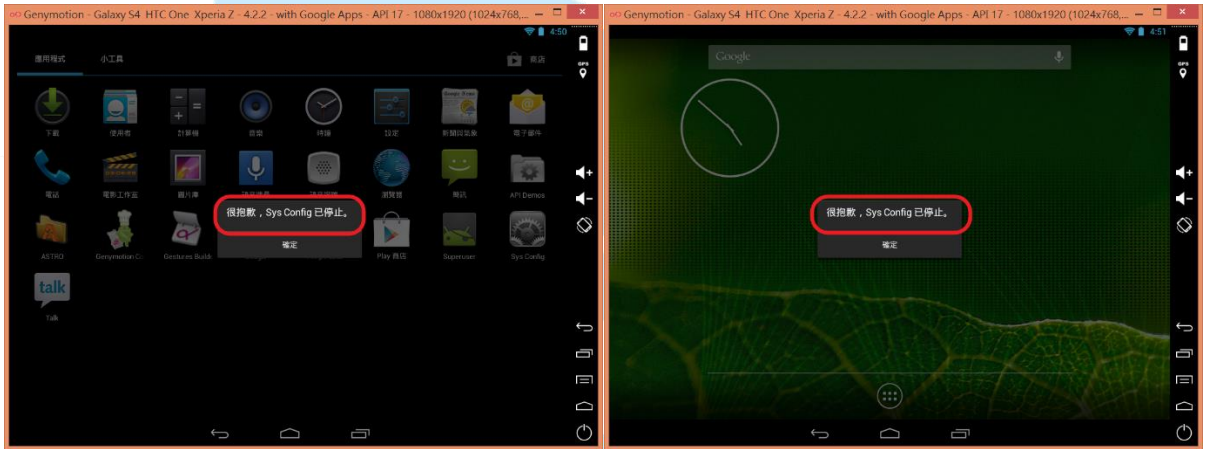 Genymotion - Galaxy S4 HTC One Xperia Z - 4.2.2 - with Google Apps - API 17 - 1080x1920 (1024x768,...
4:50
應用程式 小工具 商店
GPS
下載 使用者 計算機 音樂 時鐘 設定 新聞與氣象 電子郵件
電話 電影工作室 圖片庫 瀏覽器 簡訊 API Demos
很抱歉，Sys Config 已停止。
確定
ASTRO Genymotion Co Gestures Build Play 商店 Superuser Sys Config
talk
Talk
Genymotion - Galaxy S4 HTC One Xperia Z - 4.2.2 - with Google Apps - API 17 - 1080x1920 (1024x768,...
4:51
Google
GPS
很抱歉，Sys Config 已停止。
確定